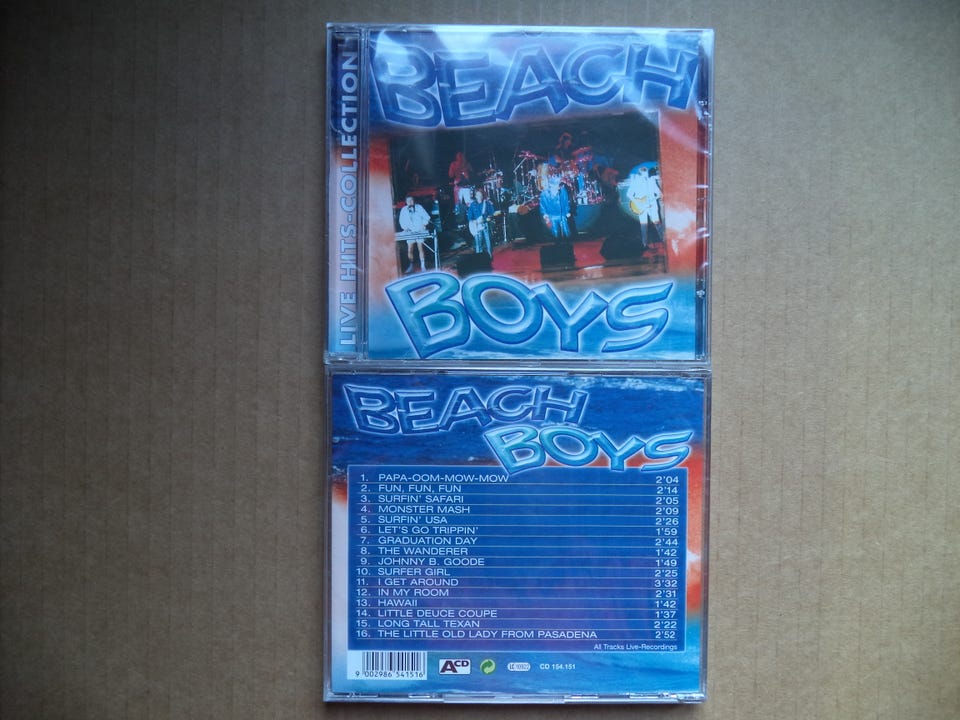 LIVE HITS-COLLECTION
BEACH
BOYS
BEACH
BOYS
1. PAPA-OOM-MOW-MOW 2'04
2. FUN, FUN, FUN 2'14
3. SURFIN' SAFARI 2'05
4. MONSTER MASH 2'09
5. SURFIN' USA 2'26
6. LET'S GO TRIPPIN' 1'59
7. GRADUATION DAY 2'44
8. THE WANDERER 1'42
9. JOHNNY B. GOODE 1'49
10. SURFER GIRL 2'25
11. I GET AROUND 3'32
12. IN MY ROOM 2'31
13. HAWAII 1'42
14. LITTLE DEUCE COUPE 1'37
15. LONG TALL TEXAN 2'22
16. THE LITTLE OLD LADY FROM PASADENA 2'52
All Tracks Live-Recordings
9 002986 541516
ACD
LC
CD 154.151